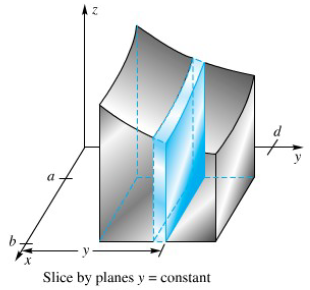 z
d
y
a
b
y
x
Slice by planes y = constant